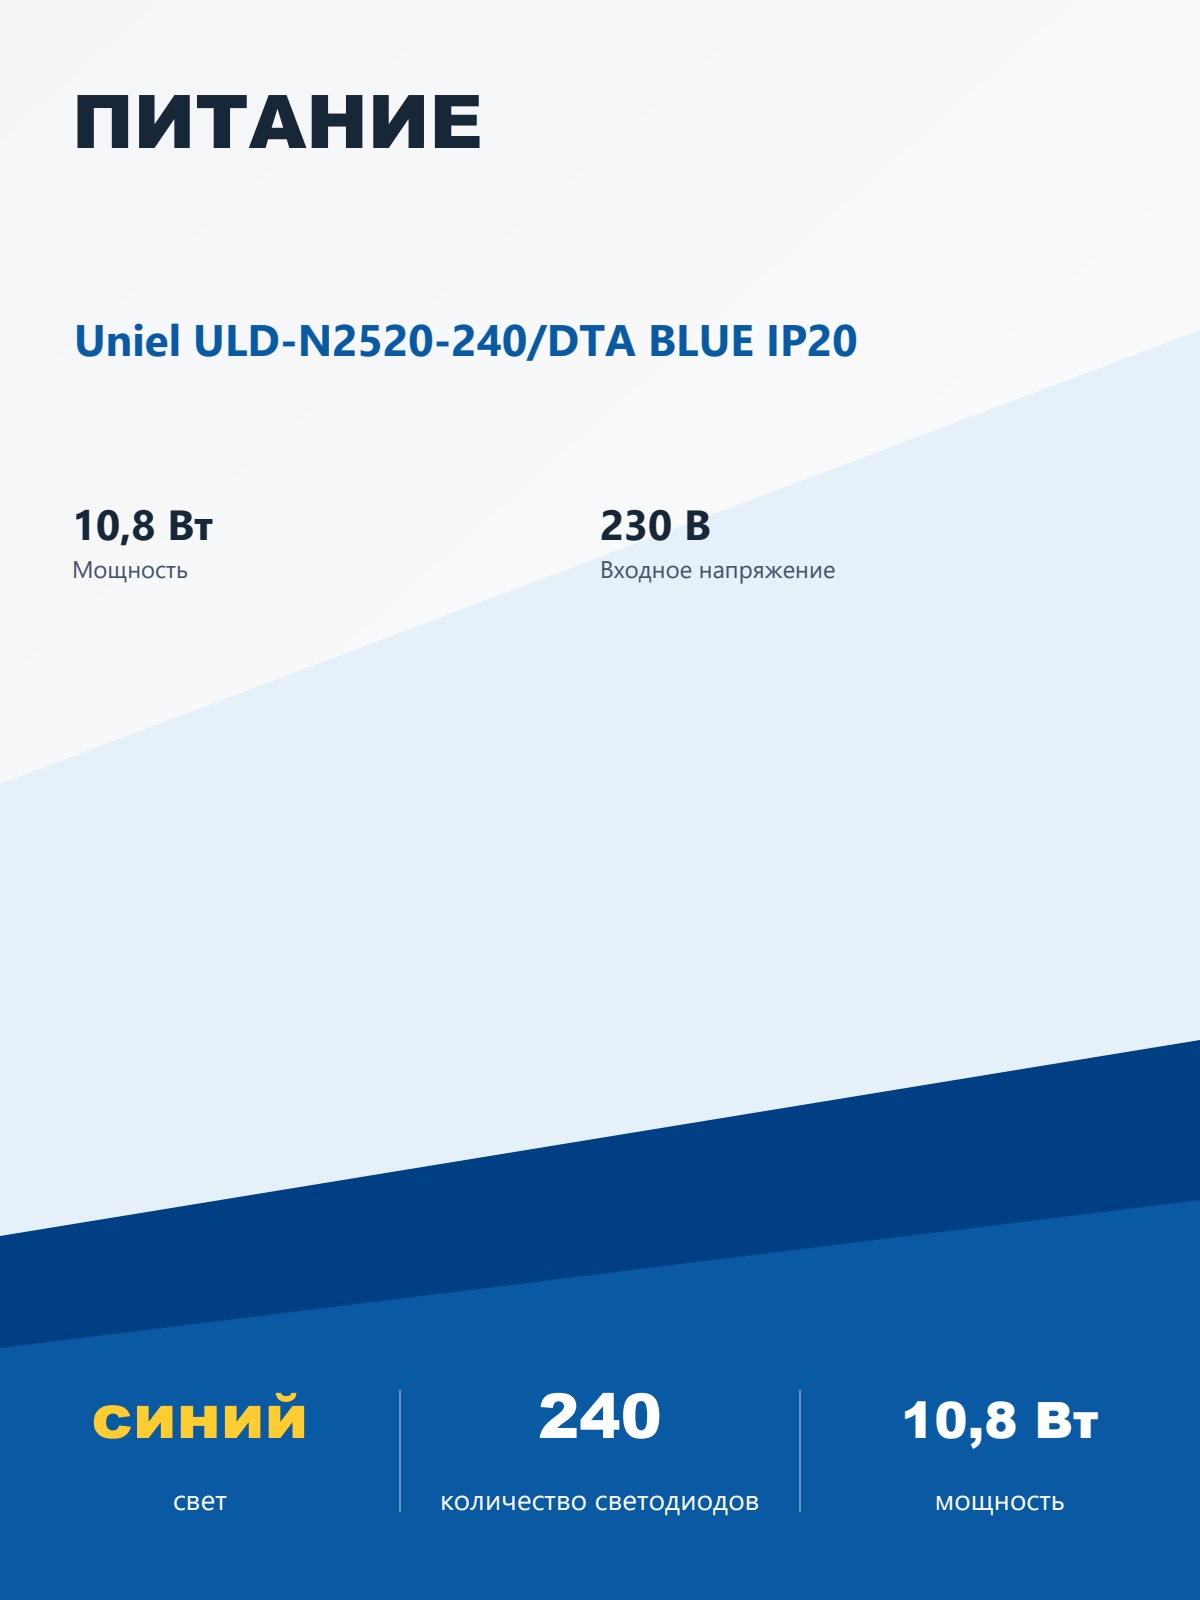 ПИТАНИЕ
Uniel ULD-N2520-240/DTA BLUE IP20
10,8 Вт
Мощность
230 В
Входное напряжение
синий
свет
240
количество светодиодов
10,8 Вт
мощность